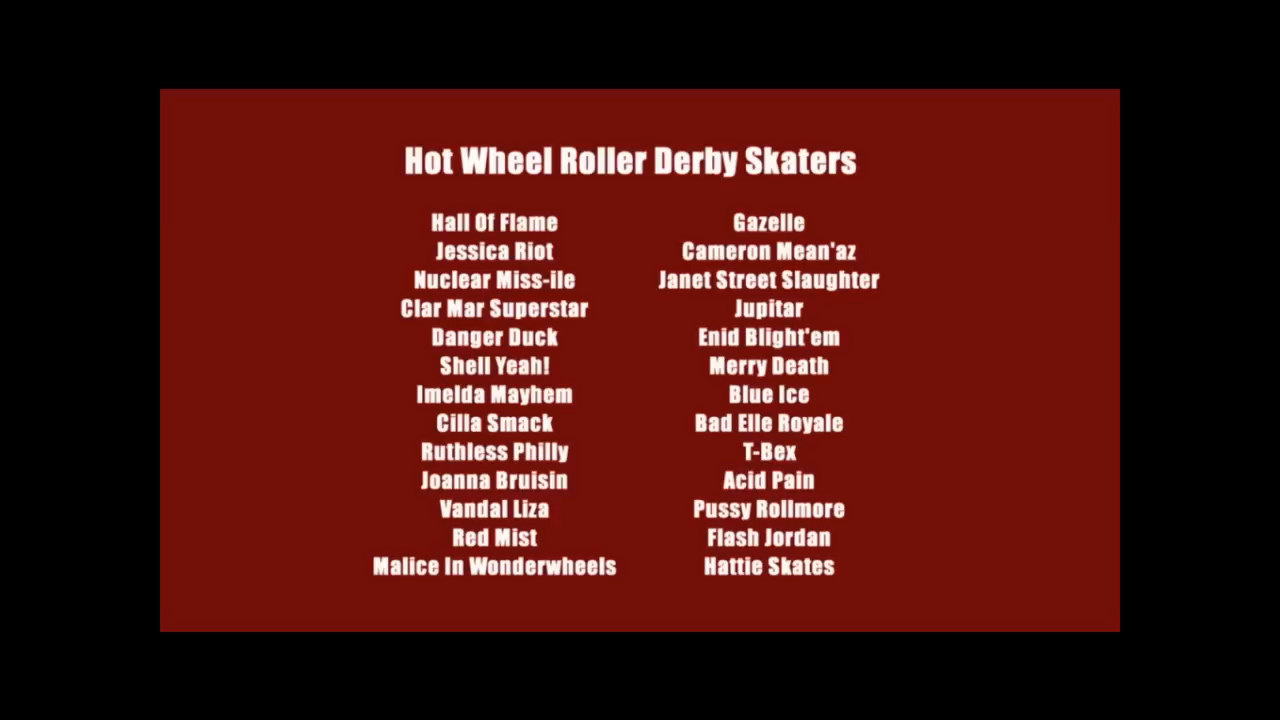 Hot Wheel Roller Derby Skaters
Hall Of Flame
Jessica Riot
Nuclear Miss-ile
Clar Mar Superstar
Danger Duck
Shell Yeah!
Imelda Mayhem
Cilla Smack
Ruthless Philly
Joanna Bruisin
Vandal Liza
Red Mist
Malice In Wonderwheels
Gazelle
Cameron Mean'az
Janet Street Slaughter
Jupitar
Enid Blight'em
Merry Death
Blue Ice
Bad Elle Royale
T-Bex
Acid Pain
Pussy Rollmore
Flash Jordan
Hattie Skates